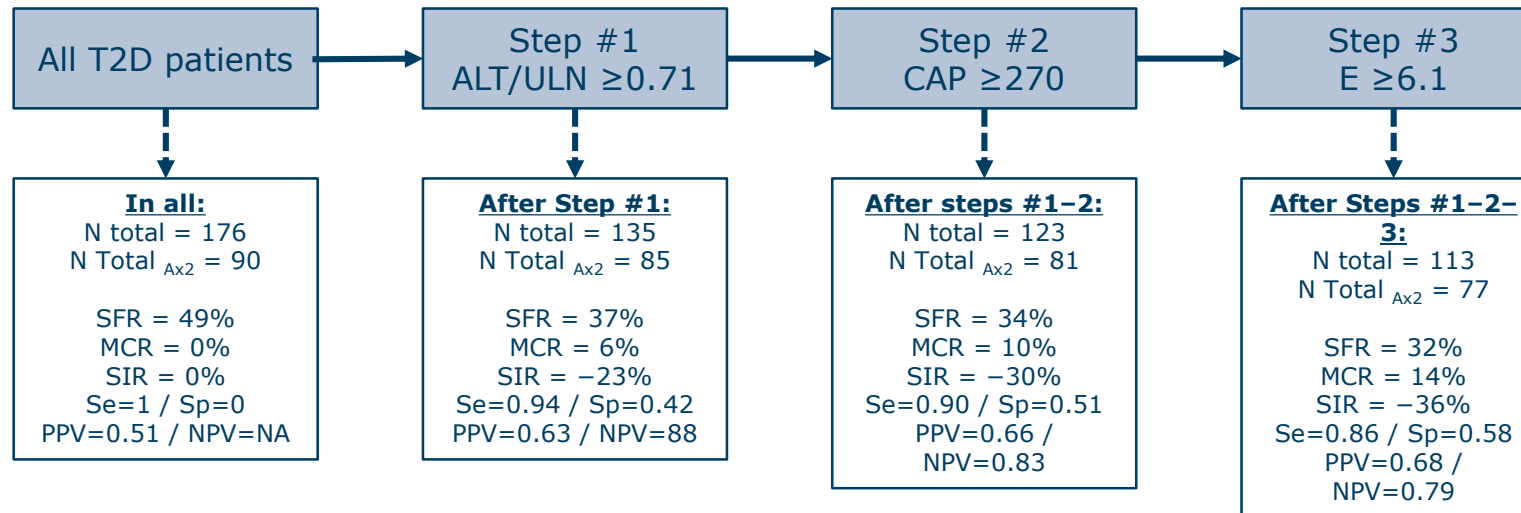 All T2D patients
Step #1
ALT/ULN ≥0.71
Step #2
CAP ≥270
Step #3
E ≥6.1
In all:
N total = 176
N Total Ax2 = 90
SFR = 49%
MCR = 0%
SIR = 0%
Se=1 / Sp=0
PPV=0.51 / NPV=NA
After Step #1:
N total = 135
N Total Ax2 = 85
SFR = 37%
MCR = 6%
SIR = −23%
Se=0.94 / Sp=0.42
PPV=0.63 / NPV=88
After steps #1–2:
N total = 123
N Total Ax2 = 81
SFR = 34%
MCR = 10%
SIR = −30%
Se=0.90 / Sp=0.51
PPV=0.66 /
NPV=0.83
After Steps #1–2–
3:
N total = 113
N Total Ax2 = 77
SFR = 32%
MCR = 14%
SIR = −36%
Se=0.86 / Sp=0.58
PPV=0.68 /
NPV=0.79